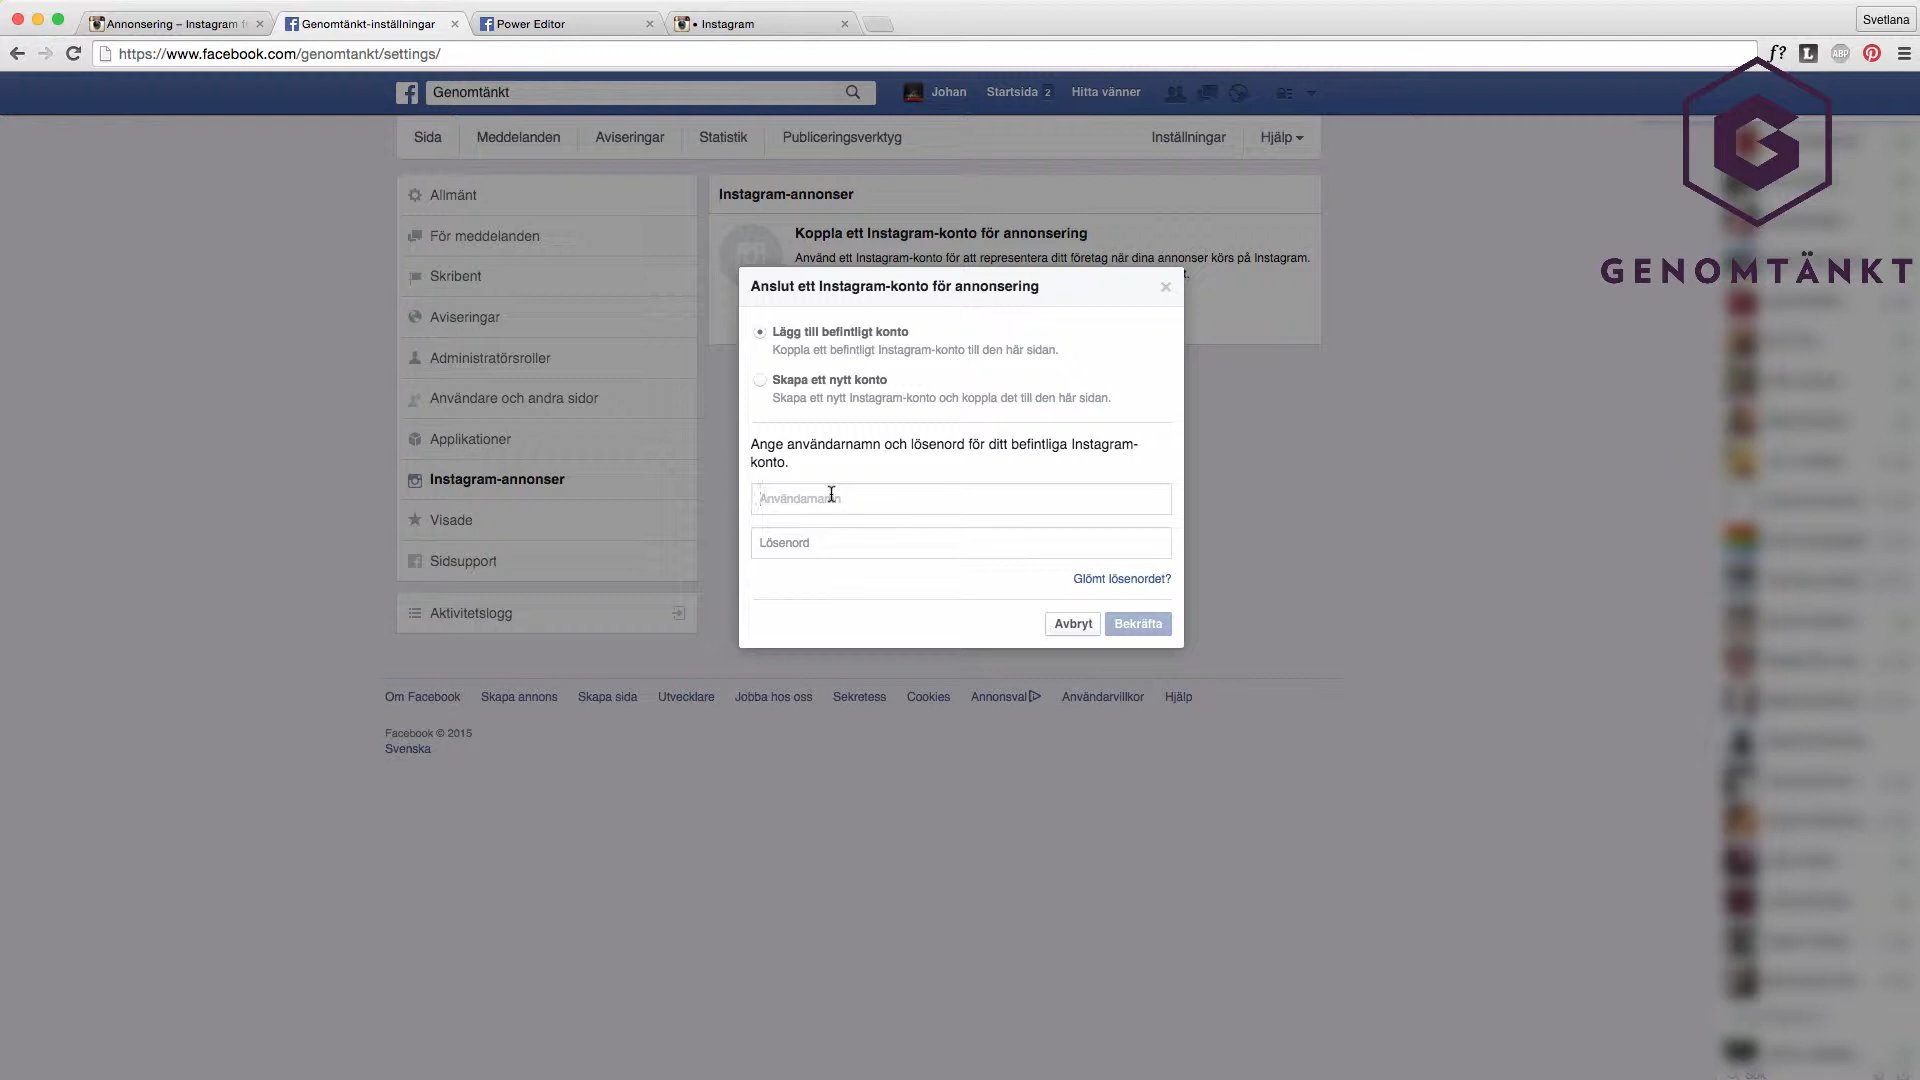 Annonsering – Instagram f
Genomtänkt-inställningar
Power Editor
• Instagram
Svetlana
https://www.facebook.com/genomtankt/settings/
f?
L
ABP
Genomtänkt
Johan
Startsida 2
Hitta vänner
Sida
Meddelanden
Aviseringar
Statistik
Publiceringsverktyg
Inställningar
Hjälp
GENOMTÄNKT
Allmänt
För meddelanden
Skribent
Aviseringar
Administratörsroller
Användare och andra sidor
Applikationer
Instagram-annonser
Visade
Sidsupport
Aktivitetslogg
Instagram-annonser
Koppla ett Instagram-konto för annonsering
Använd ett Instagram-konto för att representera ditt företag när dina annonser körs på Instagram.
Anslut ett Instagram-konto för annonsering
Lägg till befintligt konto
Koppla ett befintligt Instagram-konto till den här sidan.
Skapa ett nytt konto
Skapa ett nytt Instagram-konto och koppla det till den här sidan.
Ange användarnamn och lösenord för ditt befintliga Instagram-
konto.
Användarnamn
Lösenord
Glömt lösenordet?
Avbryt
Bekräfta
Om Facebook
Skapa annons
Skapa sida
Utvecklare
Jobba hos oss
Sekretess
Cookies
Annonsval
Användarvillkor
Hjälp
Facebook © 2015
Svenska